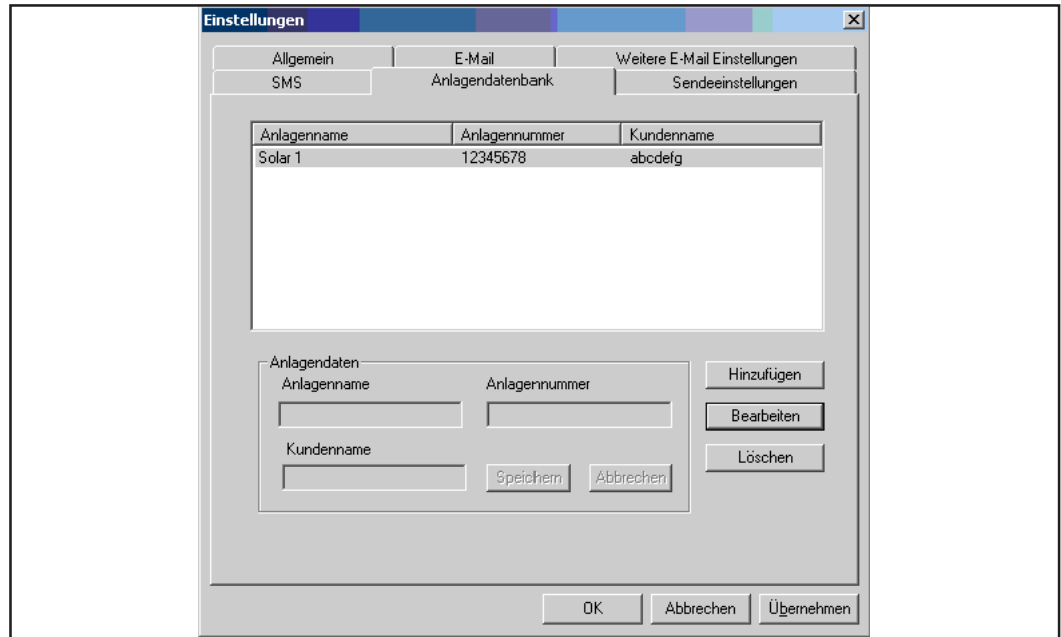 Einstellungen
Allgemein E-Mail Weitere E-Mail Einstellungen
SMS Anlagendatenbank Sendeeinstellungen
Anlagenname Anlagennummer Kundenname
Solar 1 12345678 abcdefg
Anlagendaten
Anlagenname Anlagennummer
Kundenname
Speichern Abbrechen
Hinzufügen
Bearbeiten
Löschen
OK Abbrechen Übernehmen